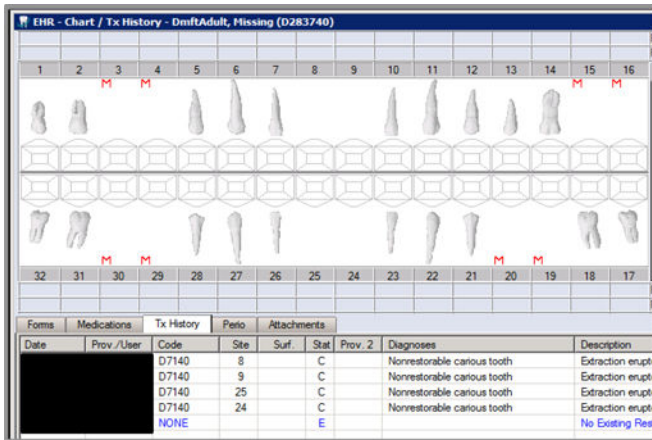 EHR - Chart / Tx History - DmftAdult, Missing (D283740)
1 2 3 4 5 6 7 8 9 10 11 12 13 14 15 16
M M M M
M M M M
32 31 30 29 28 27 26 25 24 23 22 21 20 19 18 17
Forms Medications Tx History Perio Attachments
Date Prov./User Code Site Surf. Stat Prov. 2 Diagnoses Description
D7140 8 C Nonrestorable carious tooth Extraction erupt
D7140 9 C Nonrestorable carious tooth Extraction erupt
D7140 25 C Nonrestorable carious tooth Extraction erupt
D7140 24 C Nonrestorable carious tooth Extraction erupt
NONE E No Existing Res